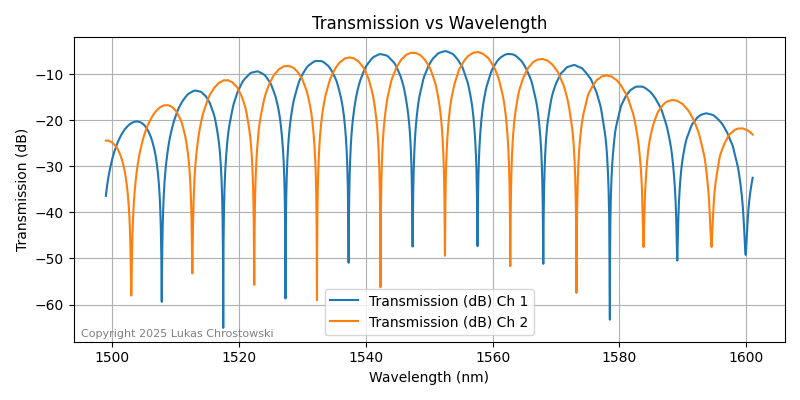 Transmission vs Wavelength
Transmission (dB)
−10
−20
−30
−40
−50
−60
Transmission (dB) Ch 1
Transmission (dB) Ch 2
Copyright 2025 Lukas Chrostowski
1500 1520 1540 1560 1580 1600
Wavelength (nm)